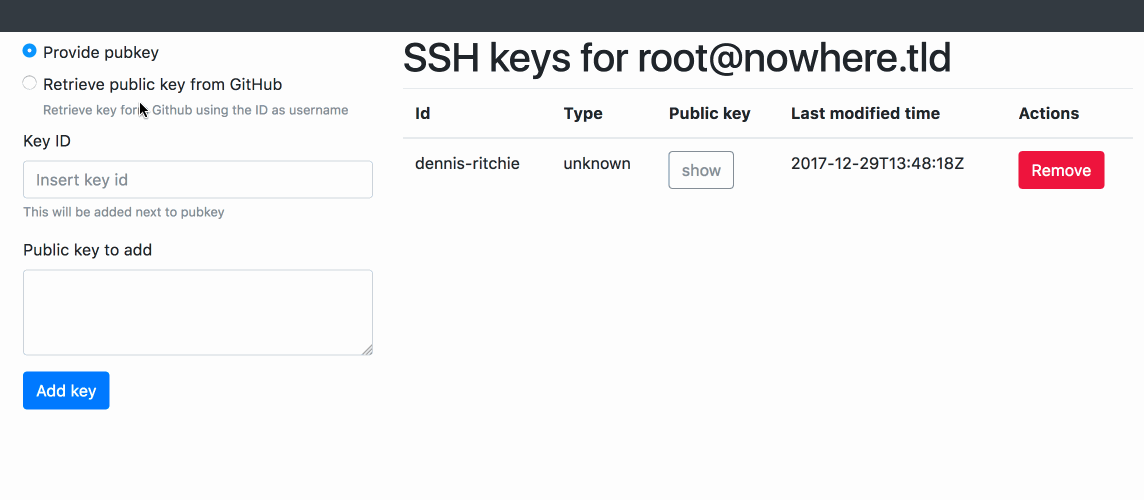 Provide pubkey
Retrieve public key from GitHub
Retrieve key for Github using the ID as username
Key ID
Insert key id
This will be added next to pubkey
Public key to add
Add key
SSH keys for root@nowhere.tld
Id Type Public key Last modified time Actions
dennis-ritchie unknown show 2017-12-29T13:48:18Z Remove